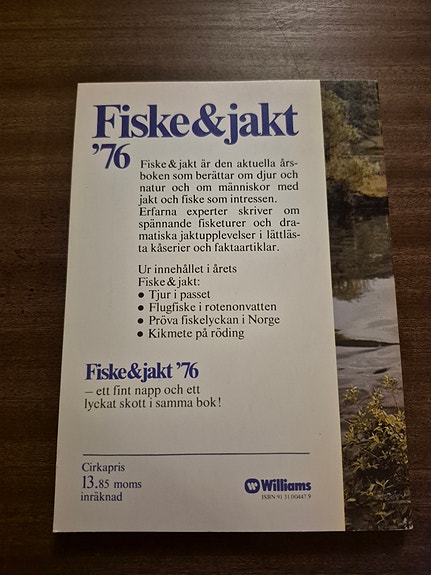 Fiske & jakt
’76
Fiske & jakt är den aktuella års-
boken som berättar om djur och
natur och om människor med
jakt och fiske som intressen.
Erfarna experter skriver om
spännande fisketurer och dra-
matiska jaktupplevelser i lättläs-
ta kåserier och faktaartiklar.
Ur innehållet i årets
Fiske & jakt:
● Tjur i passet
● Flugfiske i rotenonvatten
● Pröva fiskelyckan i Norge
● Kikmete på röding
Fiske & jakt ’76
– ett fint napp och ett
lyckat skott i samma bok!
Cirkapris
13.85 moms
inräknad
Williams
ISBN 91 31 00447 9